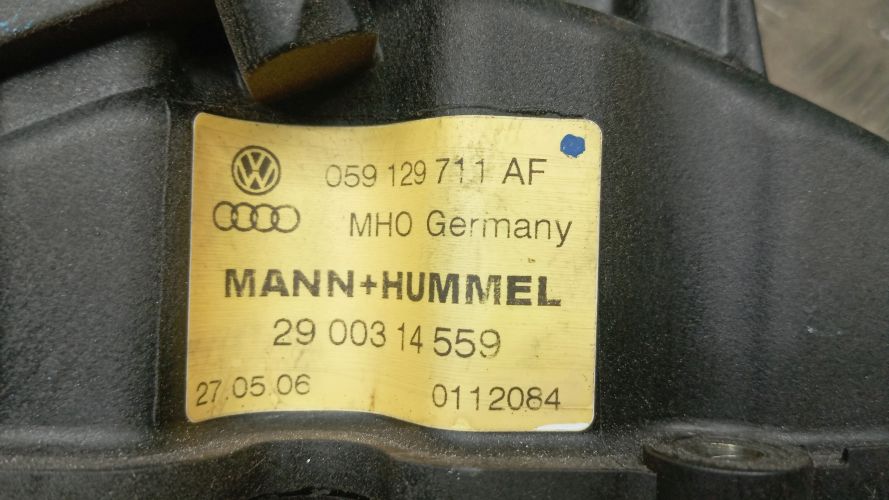 059 129 711 AF
MHO Germany
MANN+HUMMEL
29 003 14 559
27.05.06 0112084